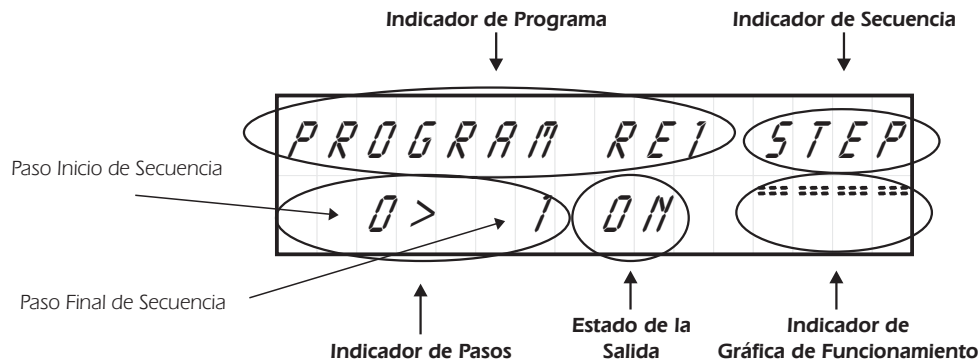 Indicador de Programa
Indicador de Secuencia
PROGRAM RE1 STEP
Paso Inicio de Secuencia
0> 1 ON
Paso Final de Secuencia
Indicador de Pasos
Estado de la
Salida
Indicador de
Gráfica de Funcionamiento